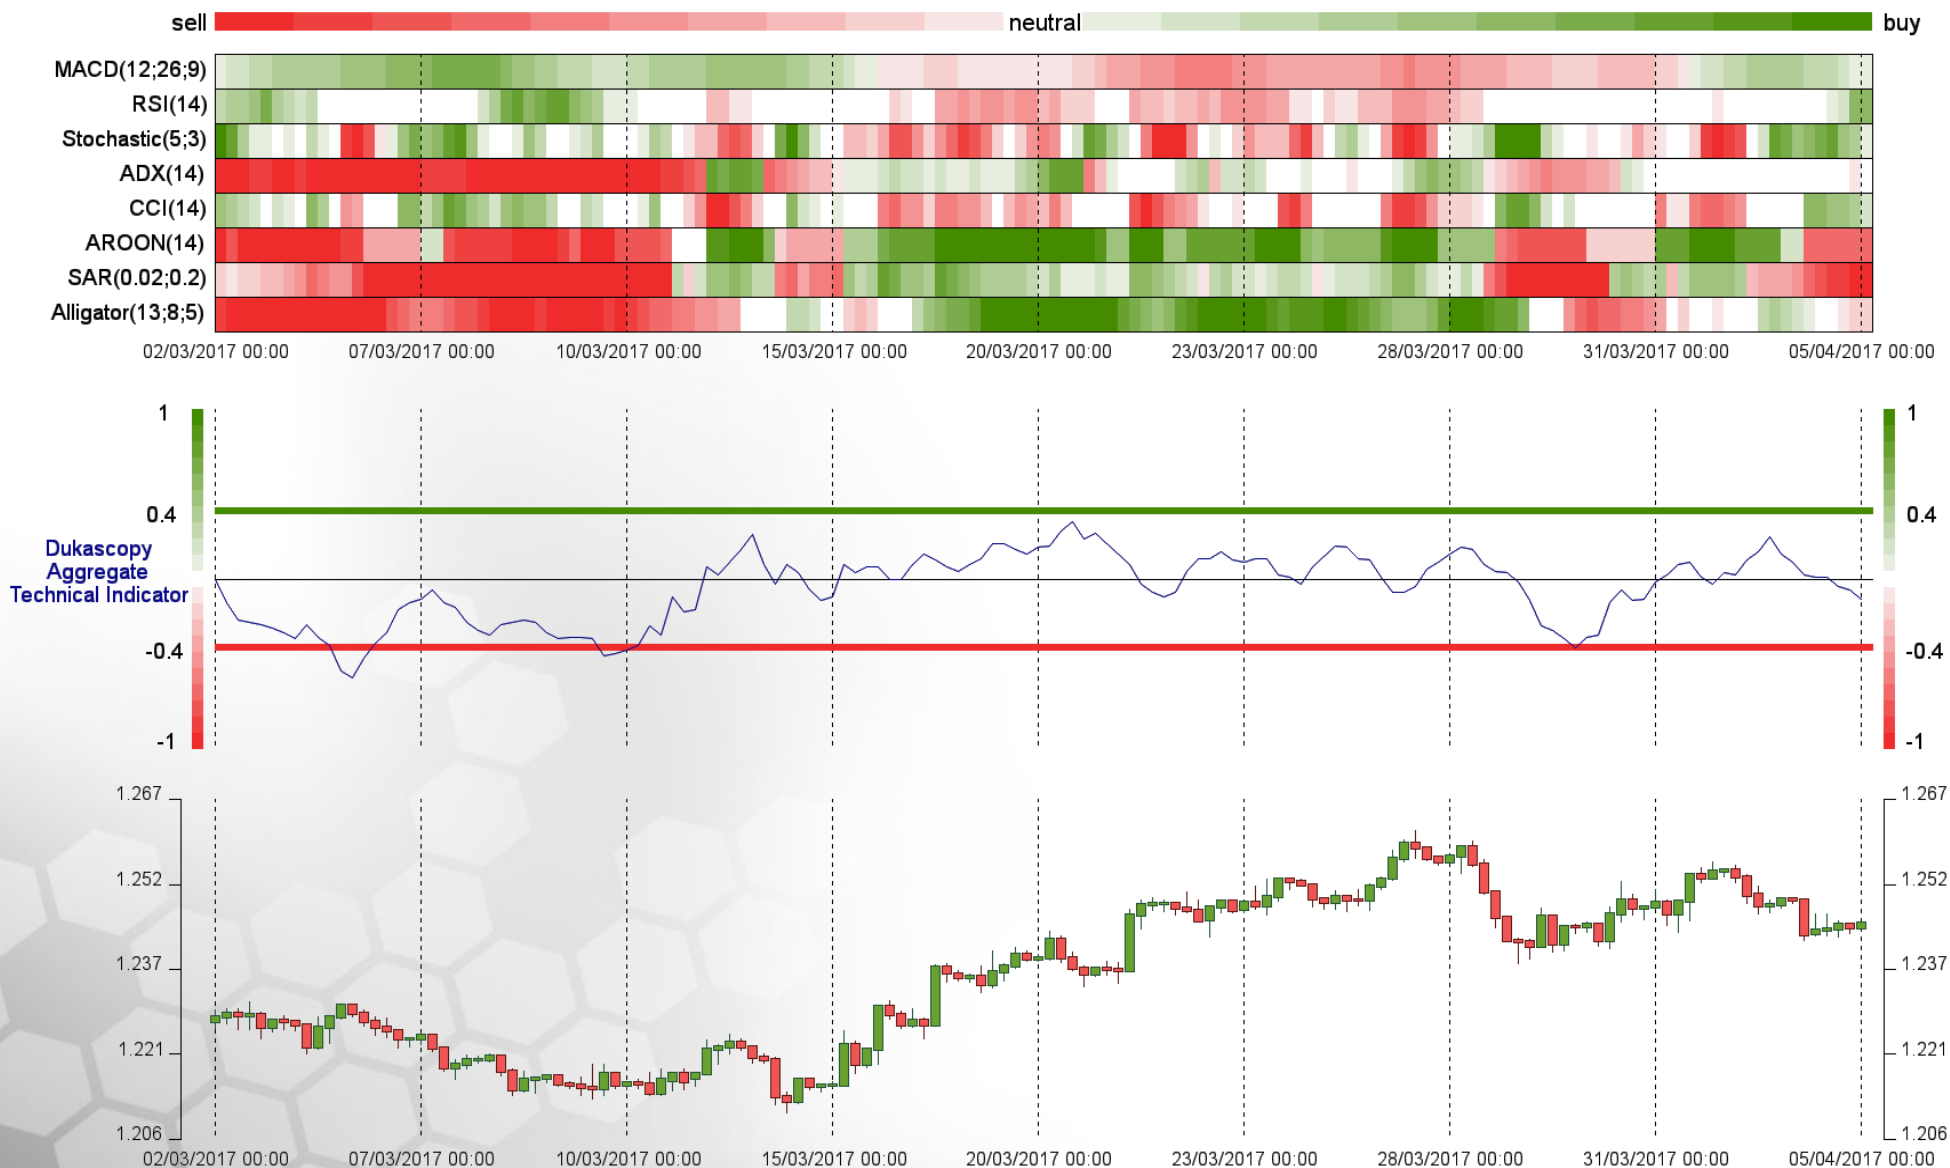 sell neutral buy
MACD(12;26;9)
RSI(14)
Stochastic(5;3)
ADX(14)
CCI(14)
AROON(14)
SAR(0.02;0.2)
Alligator(13;8;5)
02/03/2017 00:00 07/03/2017 00:00 10/03/2017 00:00 15/03/2017 00:00 20/03/2017 00:00 23/03/2017 00:00 28/03/2017 00:00 31/03/2017 00:00 05/04/2017 00:00
1 1
0.4 0.4
Dukascopy
Aggregate
Technical Indicator
-0.4 -0.4
-1 -1
1.267 1.267
1.252 1.252
1.237 1.237
1.221 1.221
1.206 1.206
02/03/2017 00:00 07/03/2017 00:00 10/03/2017 00:00 15/03/2017 00:00 20/03/2017 00:00 23/03/2017 00:00 28/03/2017 00:00 31/03/2017 00:00 05/04/2017 00:00